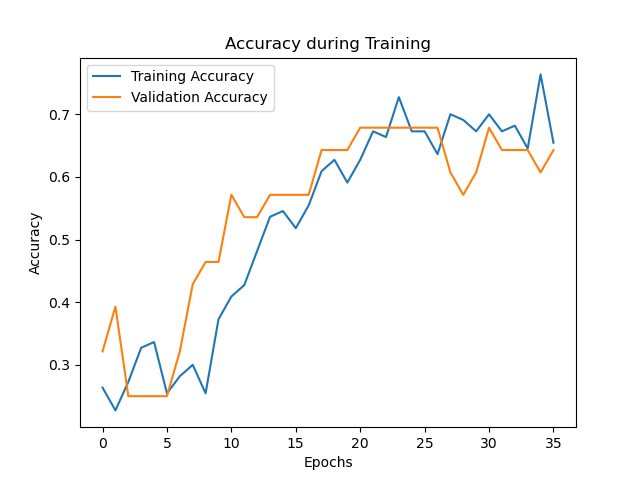 Accuracy during Training
Training Accuracy
Validation Accuracy
0.7
0.6
0.5
0.4
0.3
Accuracy
0 5 10 15 20 25 30 35
Epochs